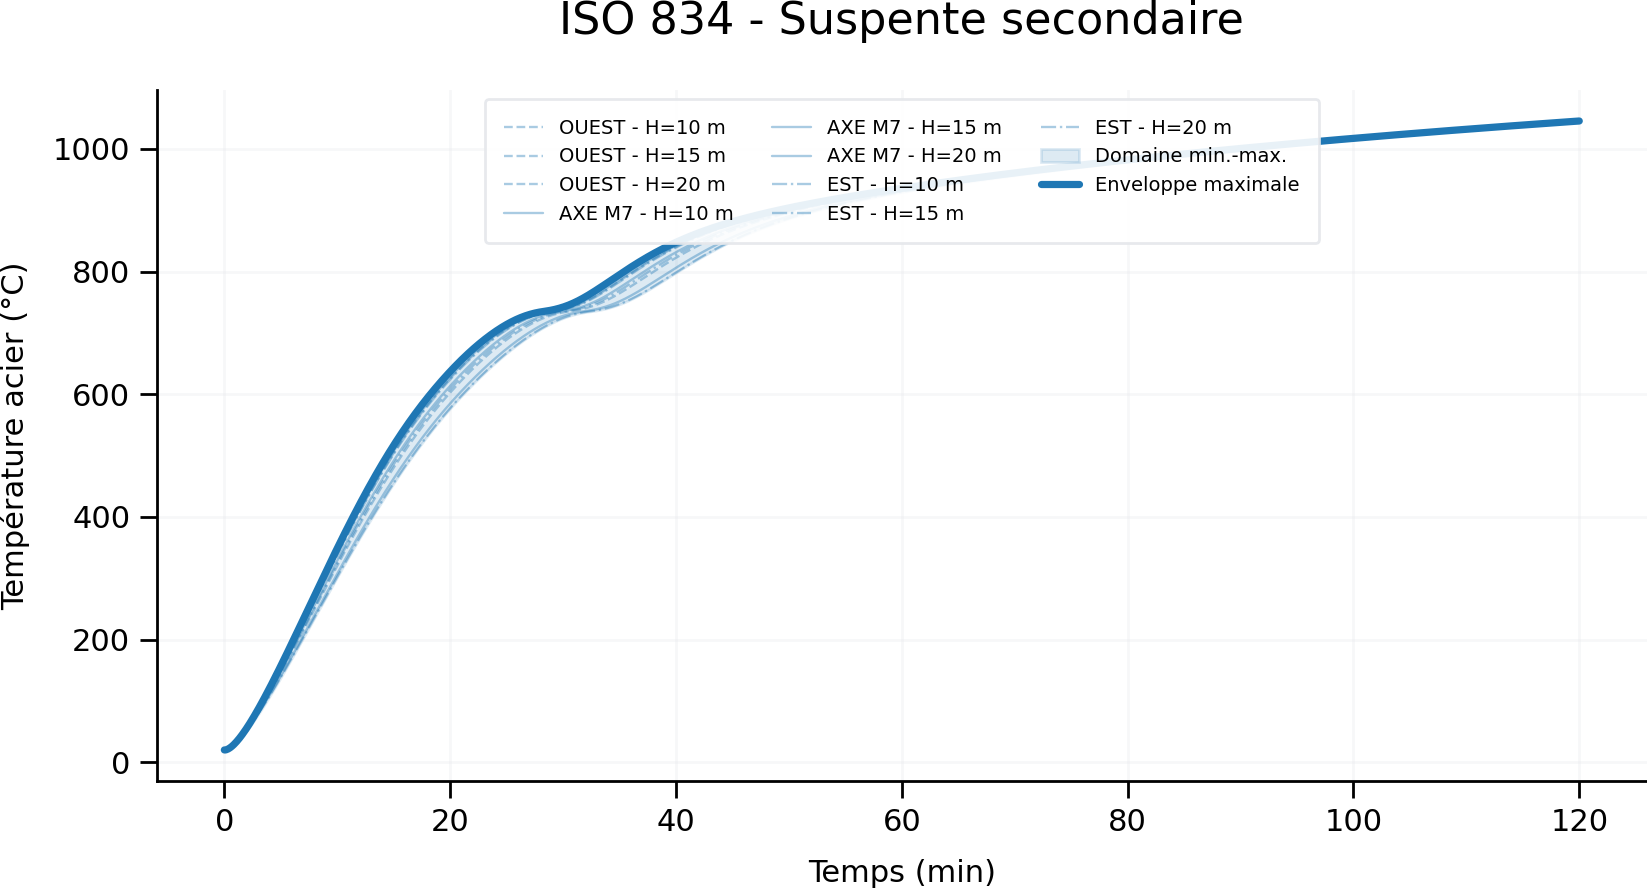 ISO 834 - Suspente secondaire
OUEST - H=10 m
OUEST - H=15 m
OUEST - H=20 m
AXE M7 - H=10 m
AXE M7 - H=15 m
AXE M7 - H=20 m
EST - H=10 m
EST - H=15 m
EST - H=20 m
Domaine min.-max.
Enveloppe maximale
Température acier (°C)
1000
800
600
400
200
0
0 20 40 60 80 100 120
Temps (min)